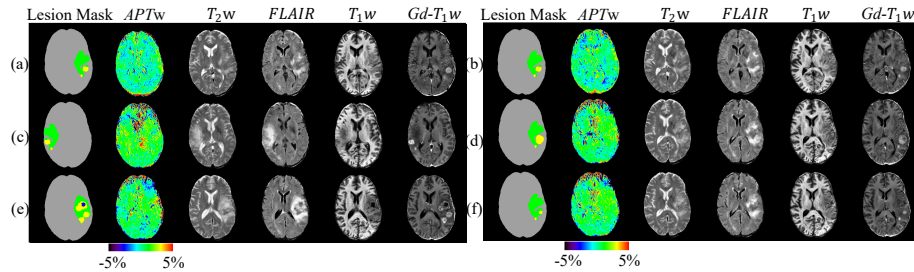 Lesion Mask APTw T₂w FLAIR T₁w Gd-T₁w
(a)
(c)
(e)
-5% 5%
Lesion Mask APTw T₂w FLAIR T₁w Gd-T₁w
(b)
(d)
(f)
-5% 5%